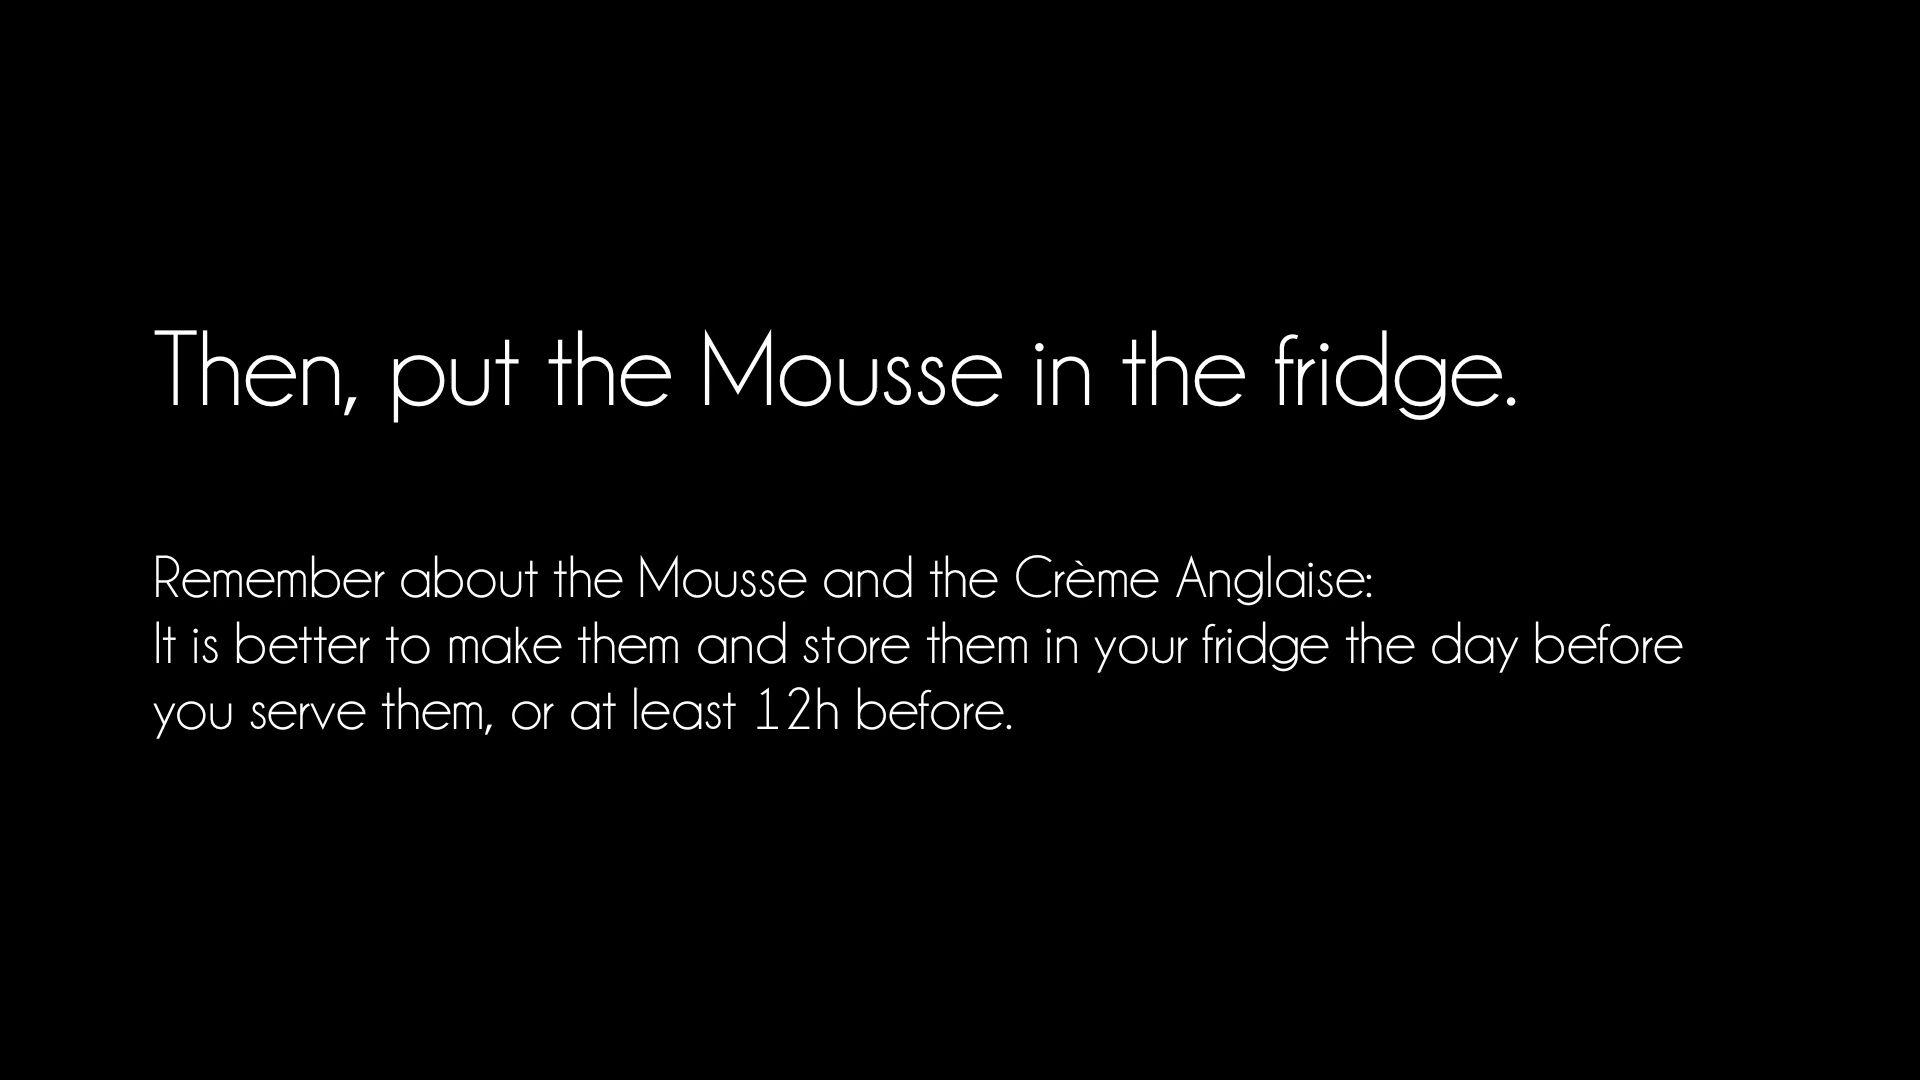 Then, put the Mousse in the fridge.
Remember about the Mousse and the Crème Anglaise:
It is better to make them and store them in your fridge the day before
you serve them, or at least 12h before.